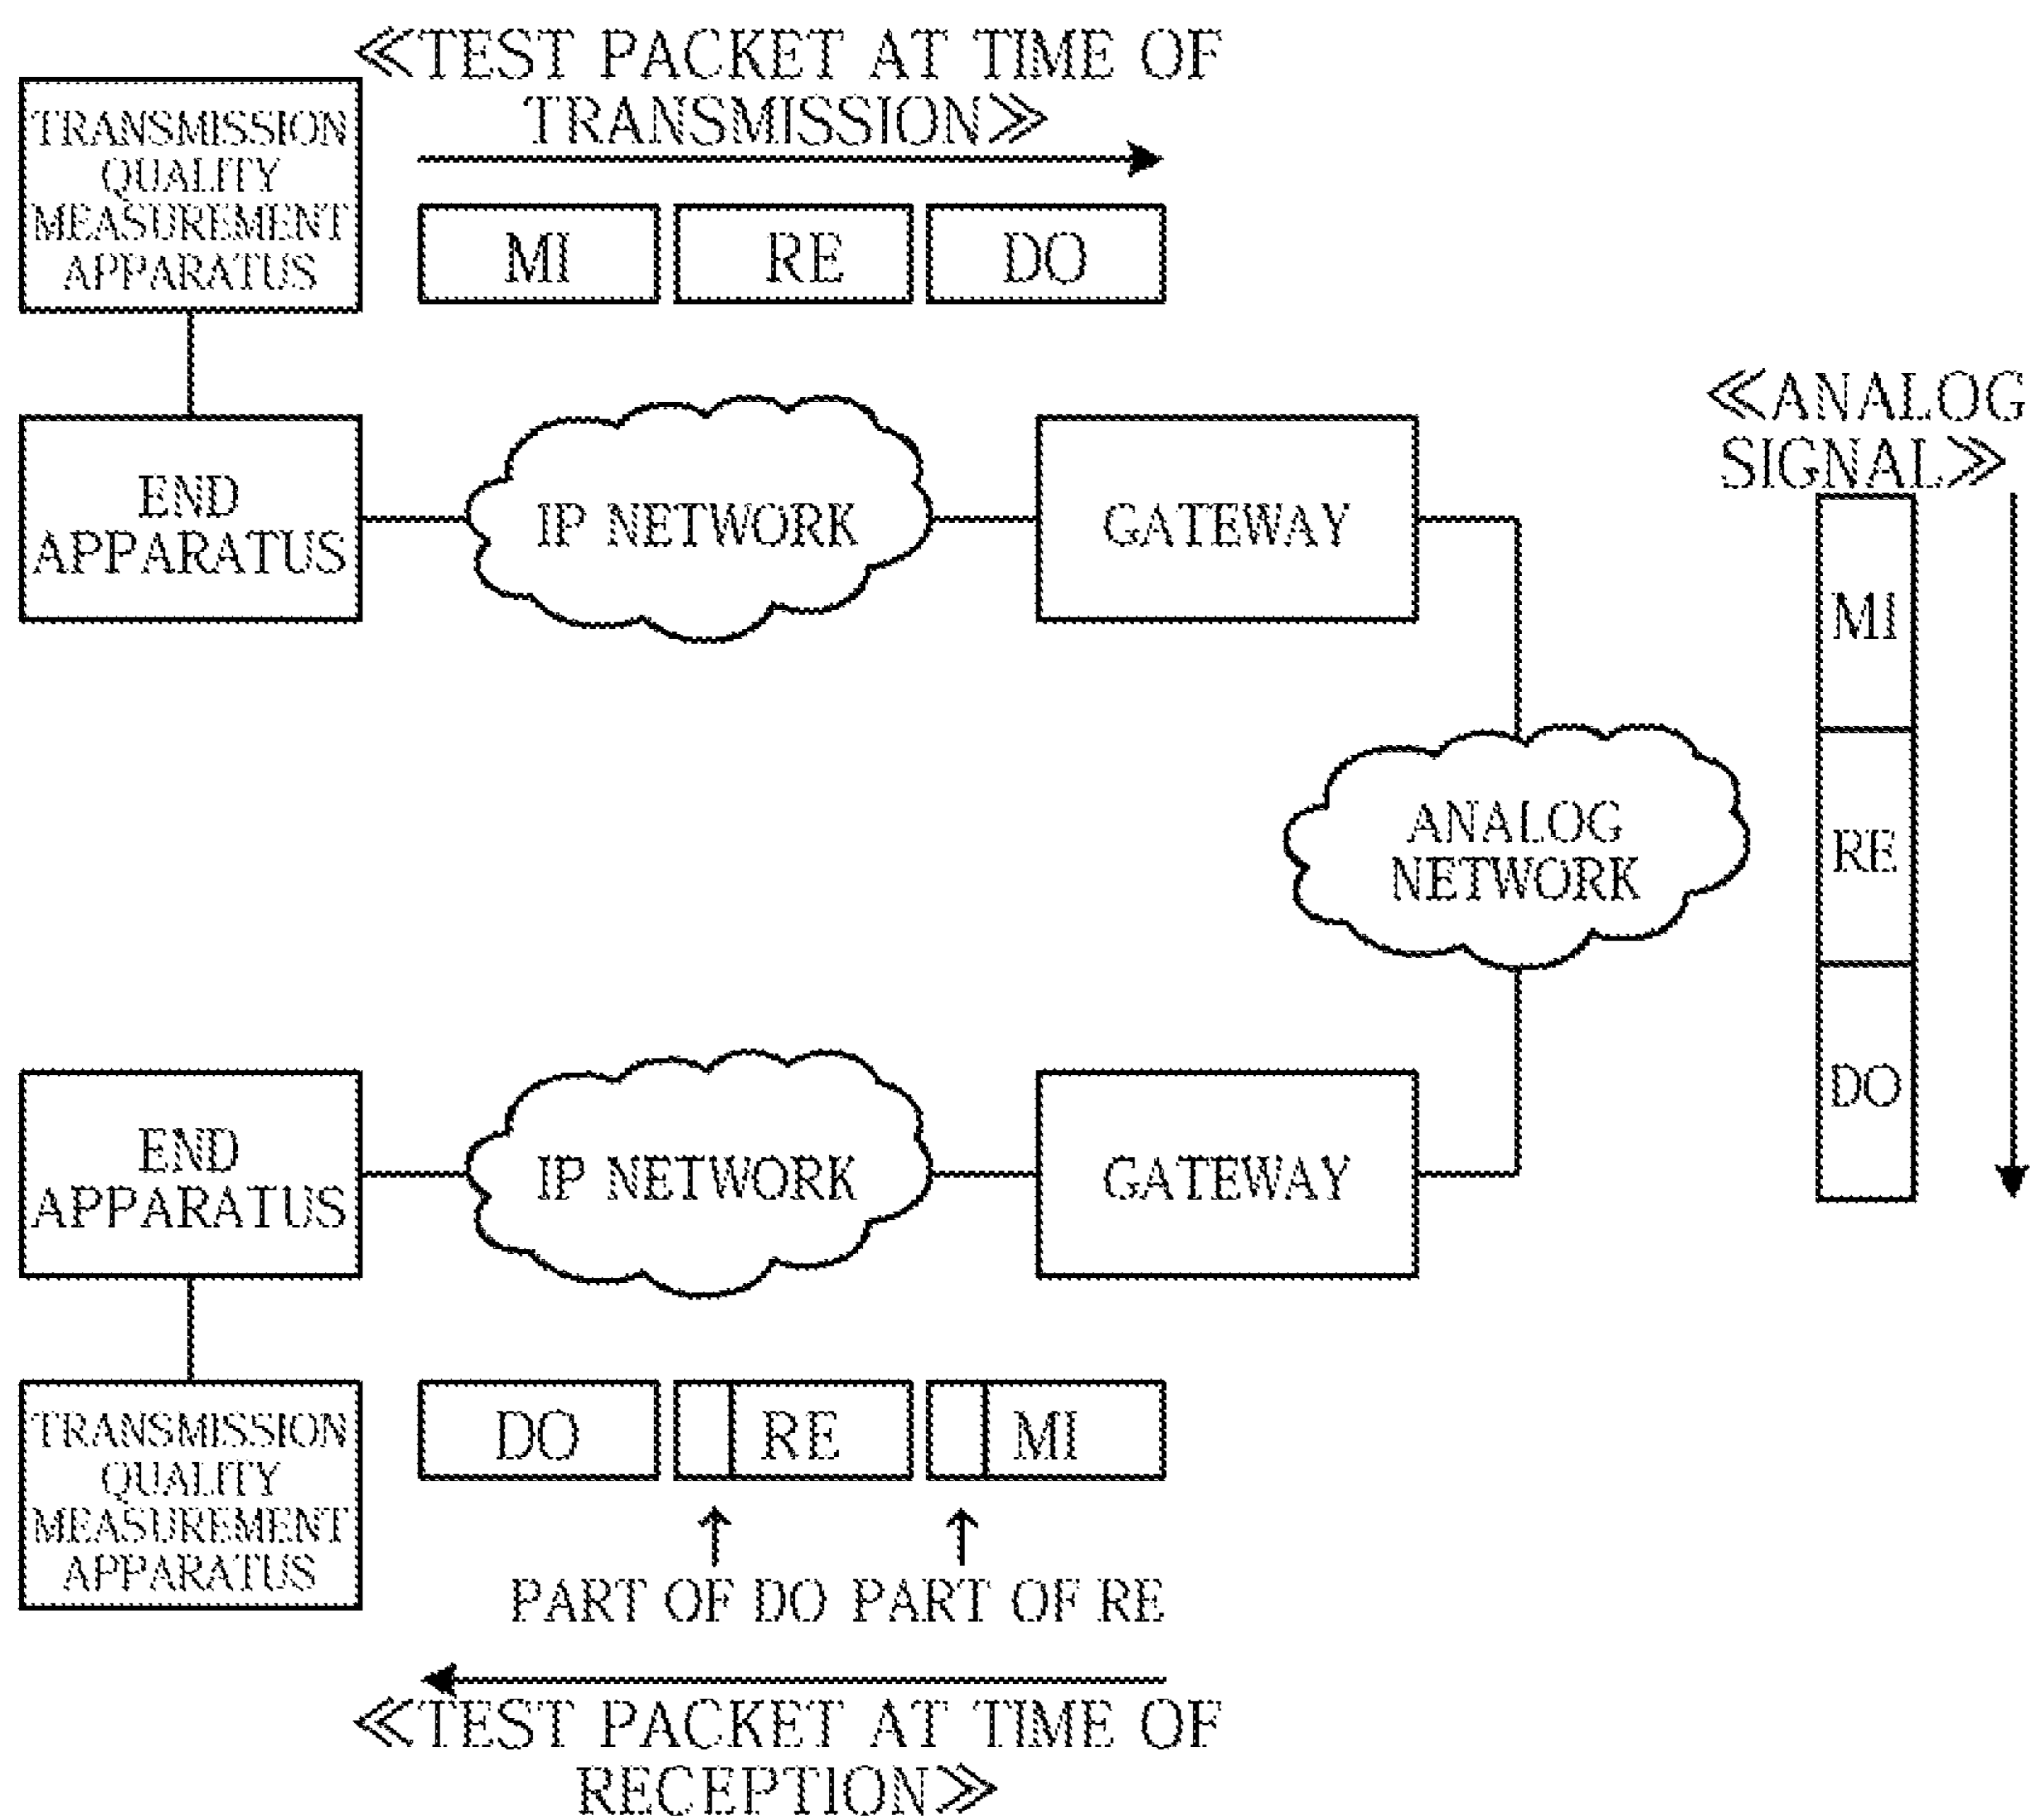 ≪TEST PACKET AT TIME OF
TRANSMISSION≫
TRANSMISSION
QUALITY
MEASUREMENT
APPARATUS
MI
RE
DO
≪ANALOG
SIGNAL≫
END
APPARATUS
IP NETWORK
GATEWAY
MI
RE
DO
ANALOG
NETWORK
END
APPARATUS
IP NETWORK
GATEWAY
TRANSMISSION
QUALITY
MEASUREMENT
APPARATUS
DO
RE
MI
PART OF DO
PART OF RE
≪TEST PACKET AT TIME OF
RECEPTION≫